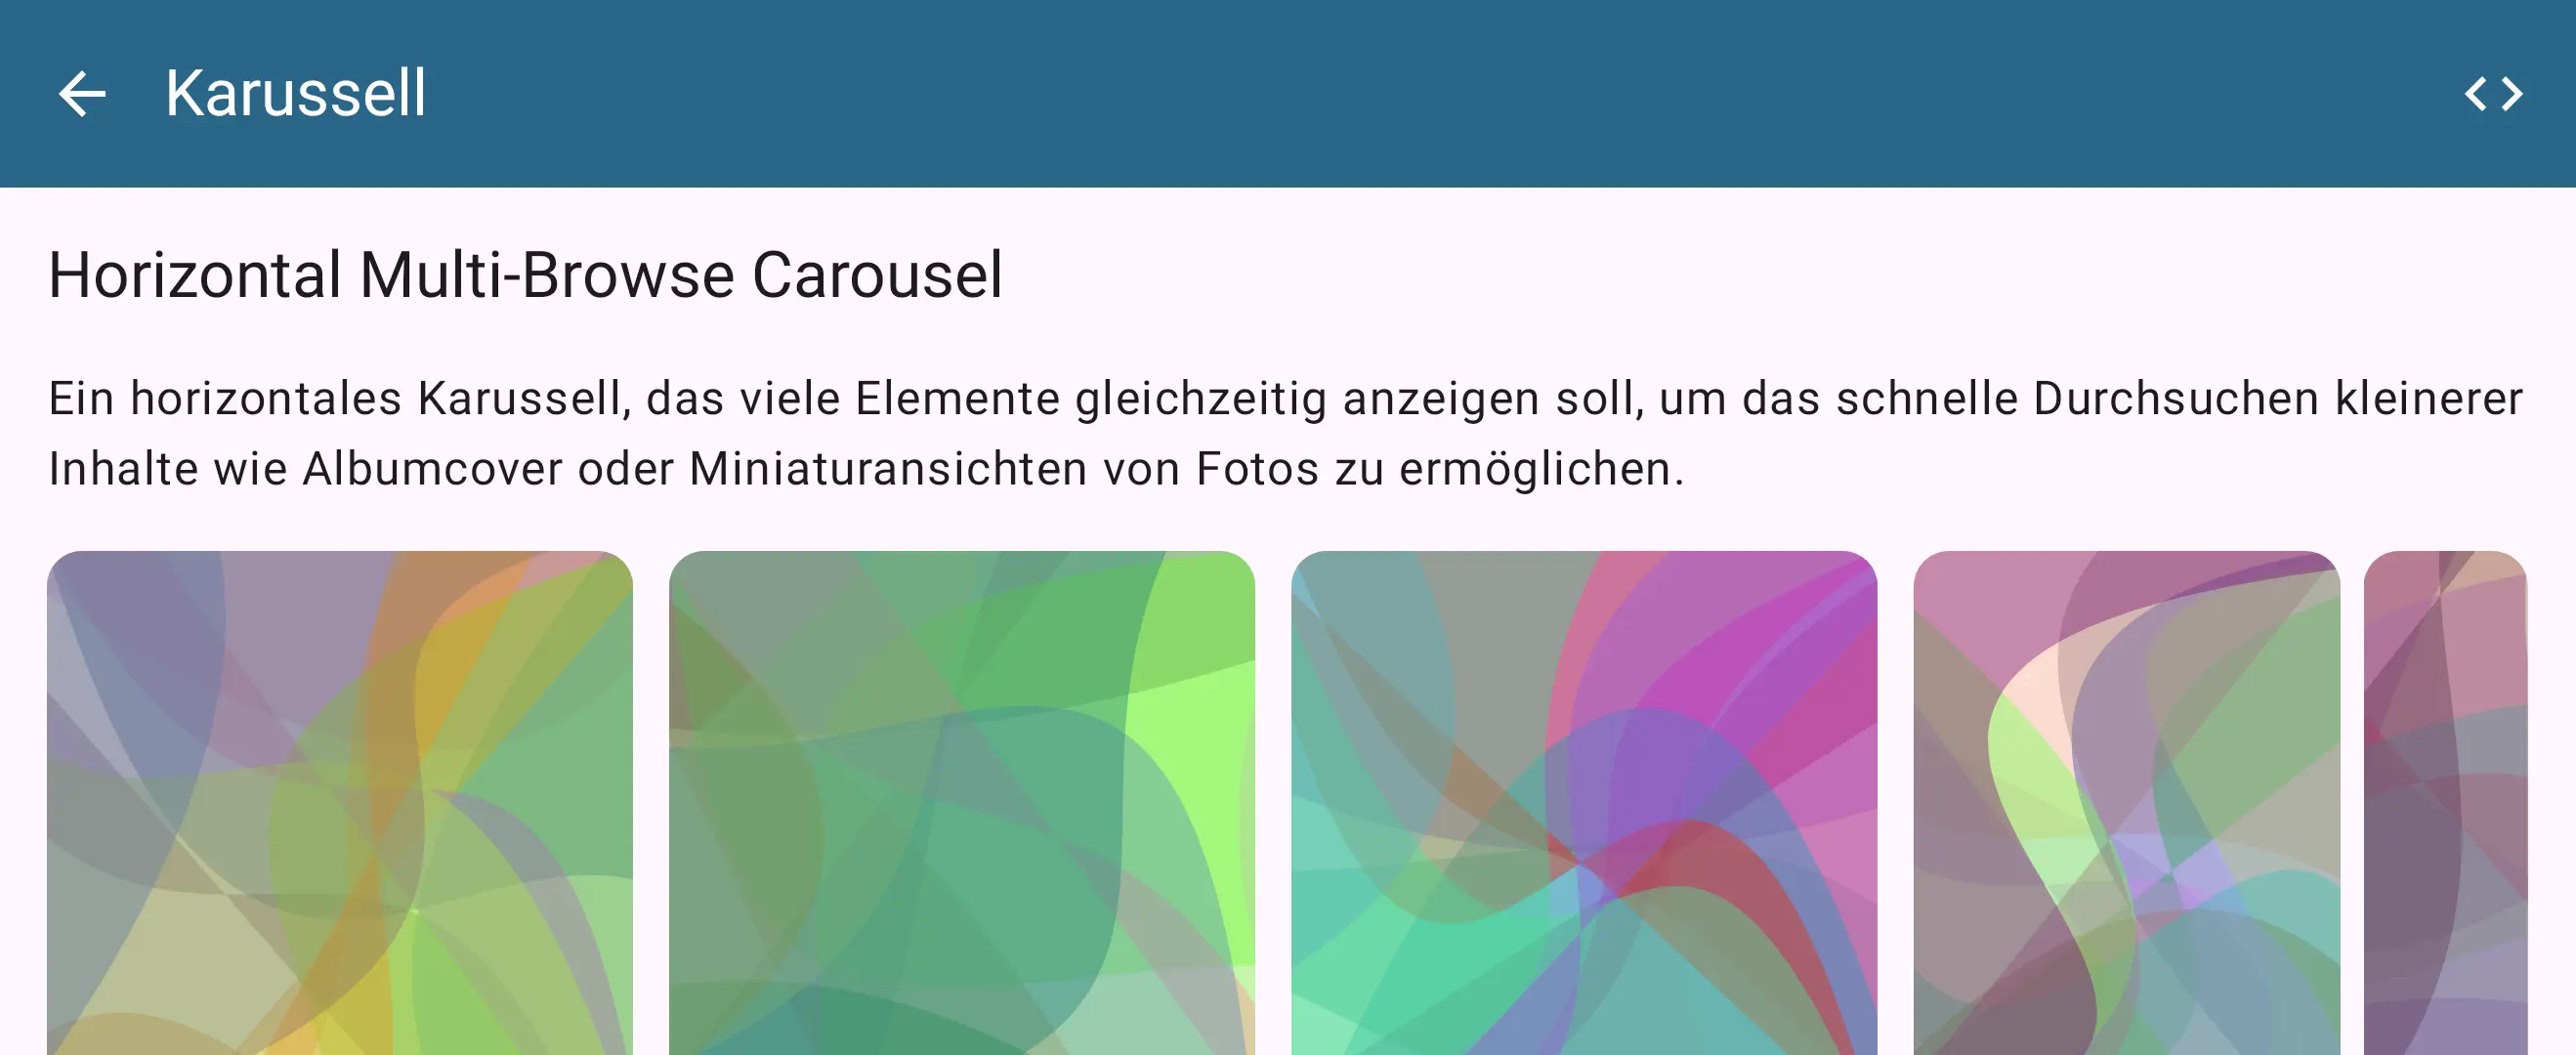 Karussell
Horizontal Multi-Browse Carousel
Ein horizontales Karussell, das viele Elemente gleichzeitig anzeigen soll, um das schnelle Durchsuchen kleinerer
Inhalte wie Albumcover oder Miniaturansichten von Fotos zu ermöglichen.